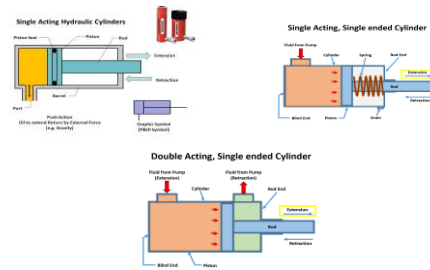 Single Acting Hydraulic Cylinders
Piston Seal
Piston
Rod
Extension
Retraction
Port
Barrel
Push Action
Oil to extend Return by External Force
(e.g. Gravity)
Graphic Symbol
(P&ID Symbol)
Single Acting, Single ended Cylinder
Fluid from Pump
Cylinder
Spring
Rod End
Extension
Rod
Retraction
Blind End
Piston
Drain
Double Acting, Single ended Cylinder
Fluid from Pump
(Extension)
Cylinder
Fluid from Pump
(Retraction)
Rod End
Extension
Rod
Retraction
Blind End
Piston